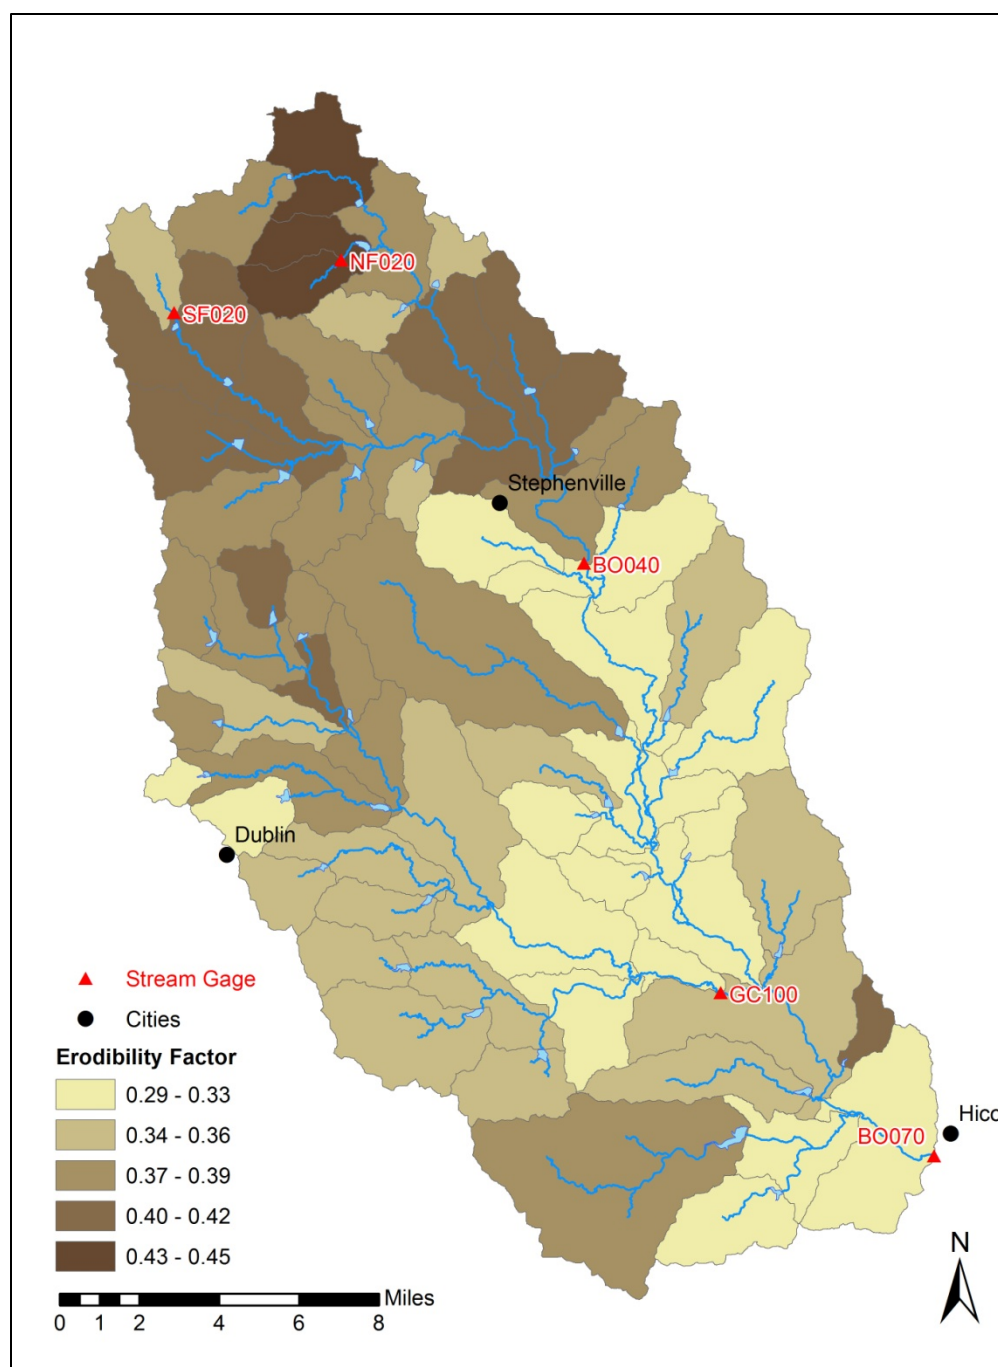 NF020
SF020
Stephenville
BO040
Dublin
Stream Gage
GC100
Cities
Erodibility Factor
0.29 - 0.33
0.34 - 0.36
0.37 - 0.39
0.40 - 0.42
0.43 - 0.45
Hico
BO070
N
Miles
0 1 2 4 6 8